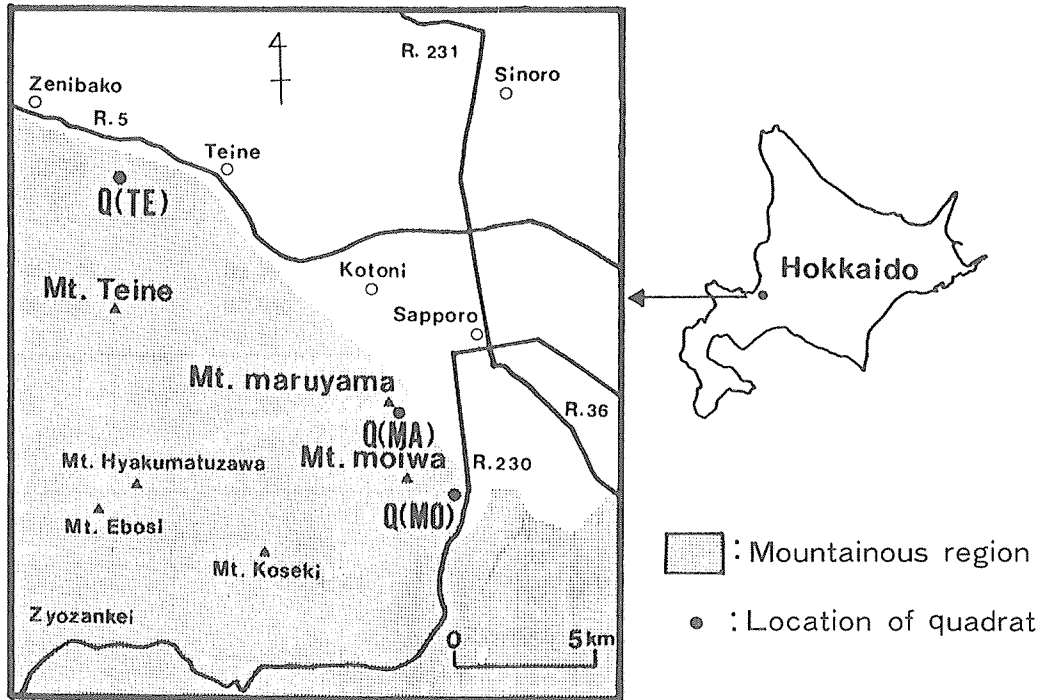 R. 231
Sinoro
Zenibako
R. 5
Teine
Q(TE)
Mt. Teine
Kotoni
Sapporo
Mt. maruyama
Q(MA)
R. 36
Mt. Hyakumatuzawa
Mt. moiwa
R. 230
Mt. Ebosi
Q(MO)
Mt. Koseki
Zyozankei
0 5km
Hokkaido
: Mountainous region
: Location of quadrat